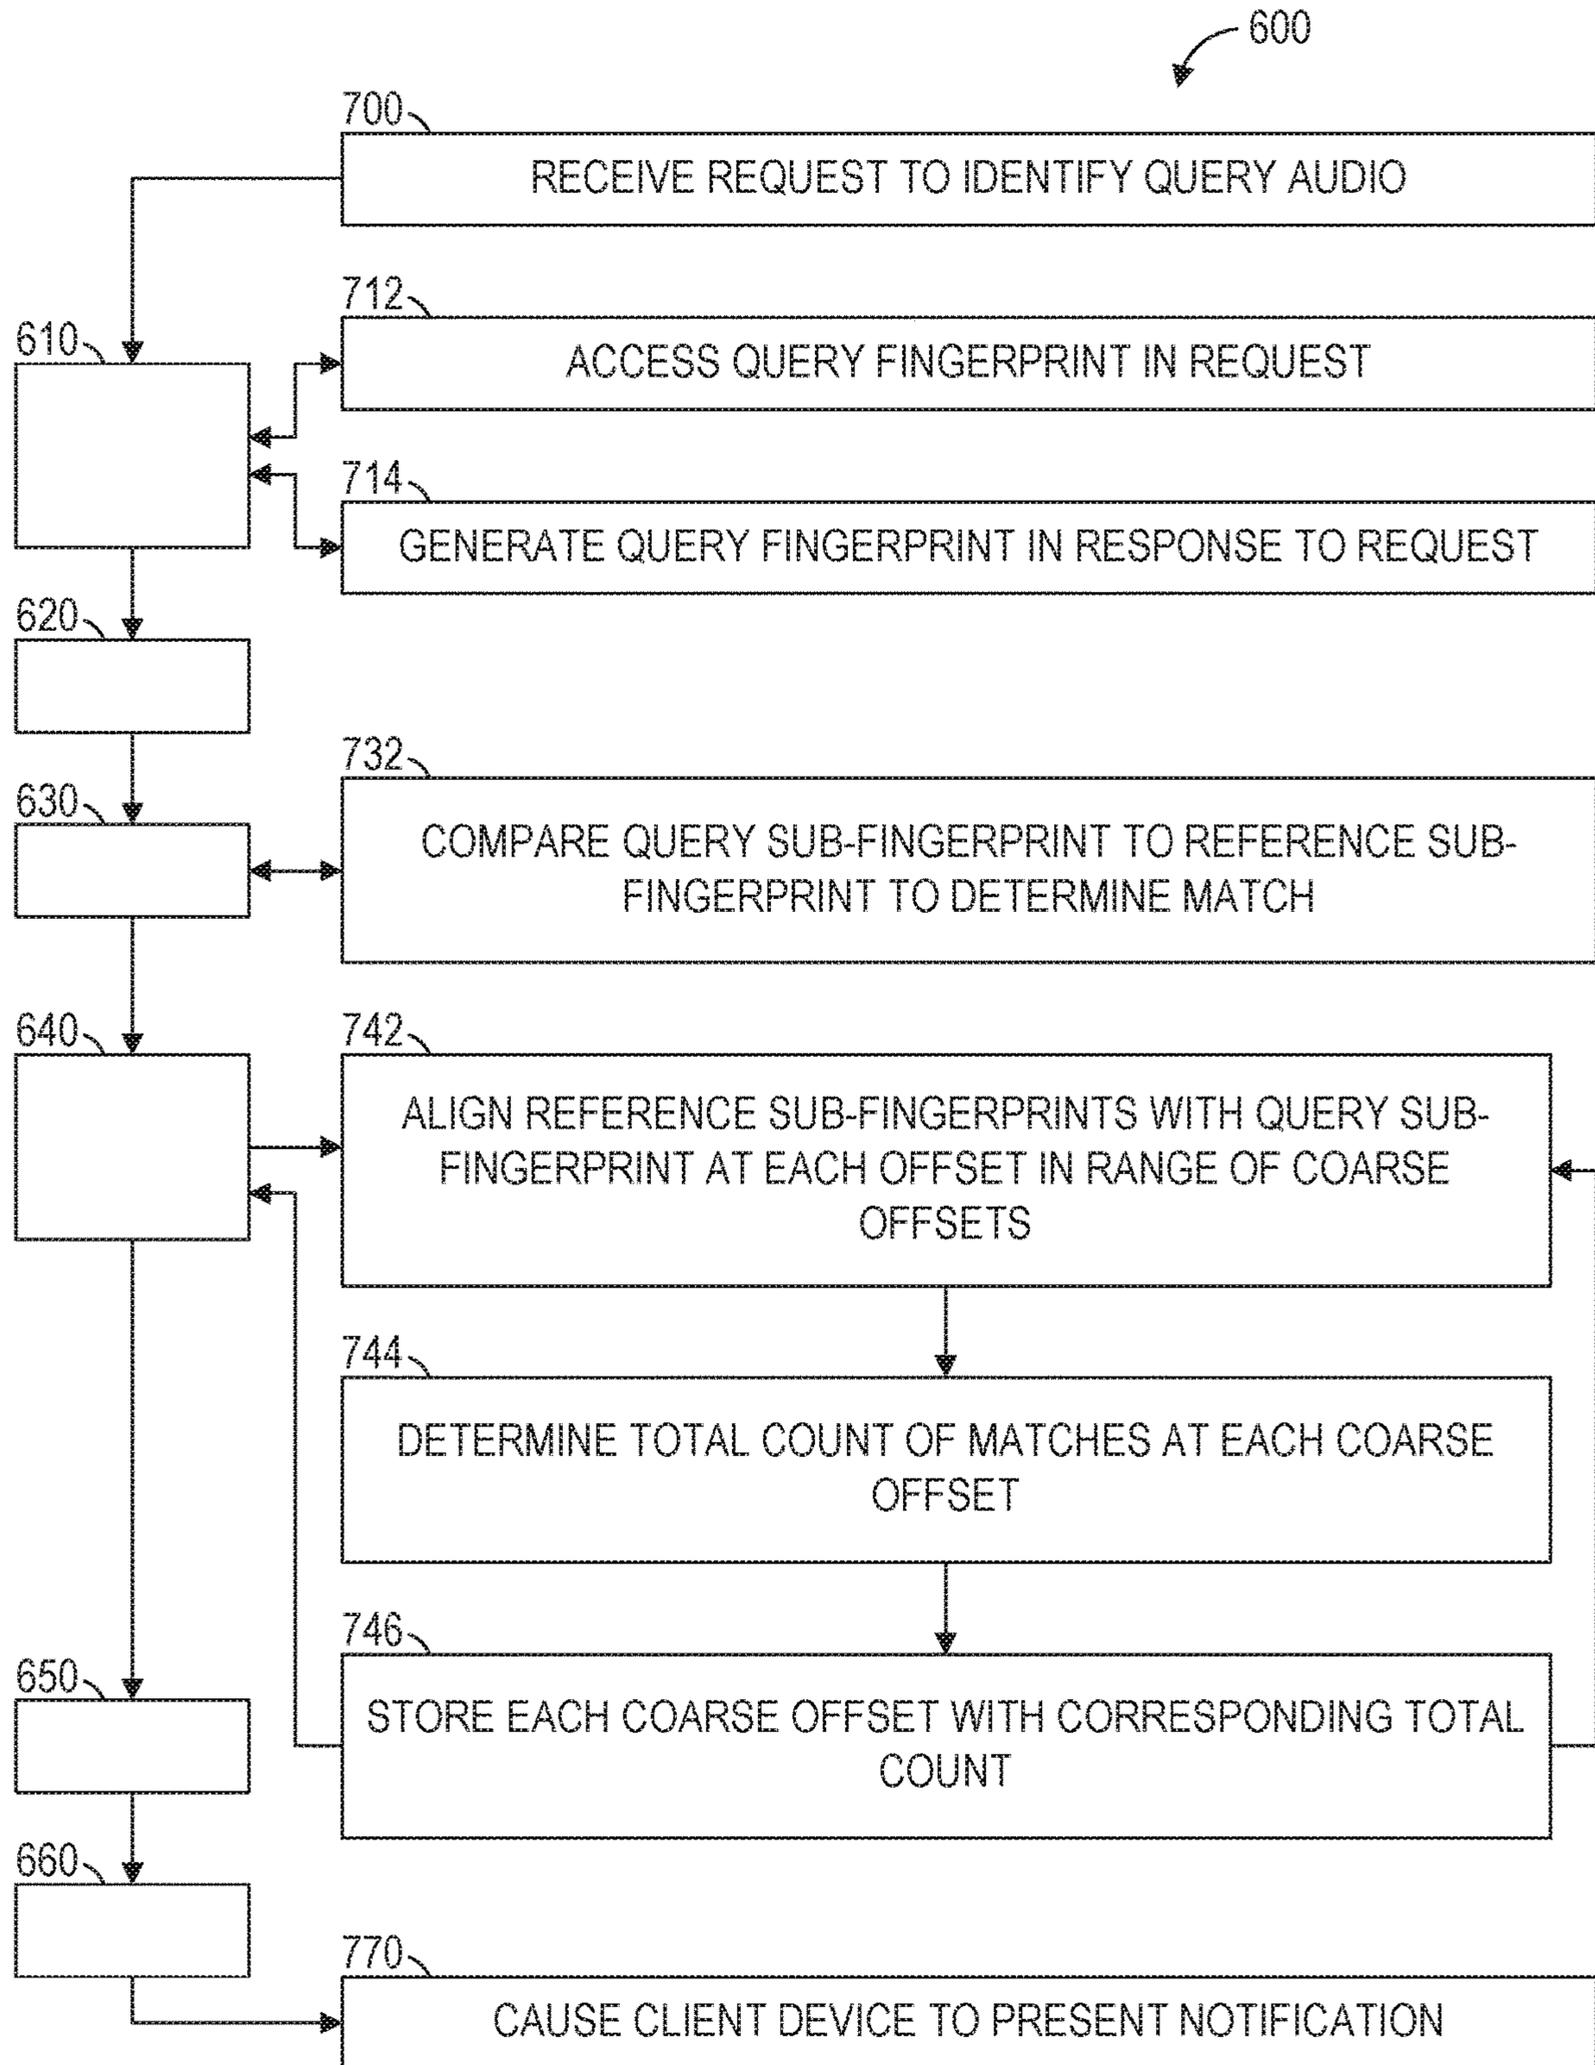 600
700
RECEIVE REQUEST TO IDENTIFY QUERY AUDIO
712
610
ACCESS QUERY FINGERPRINT IN REQUEST
714
GENERATE QUERY FINGERPRINT IN RESPONSE TO REQUEST
620
732
630
COMPARE QUERY SUB-FINGERPRINT TO REFERENCE SUB-
FINGERPRINT TO DETERMINE MATCH
640
742
ALIGN REFERENCE SUB-FINGERPRINTS WITH QUERY SUB-
FINGERPRINT AT EACH OFFSET IN RANGE OF COARSE
OFFSETS
744
DETERMINE TOTAL COUNT OF MATCHES AT EACH COARSE
OFFSET
746
650
STORE EACH COARSE OFFSET WITH CORRESPONDING TOTAL
COUNT
660
770
CAUSE CLIENT DEVICE TO PRESENT NOTIFICATION